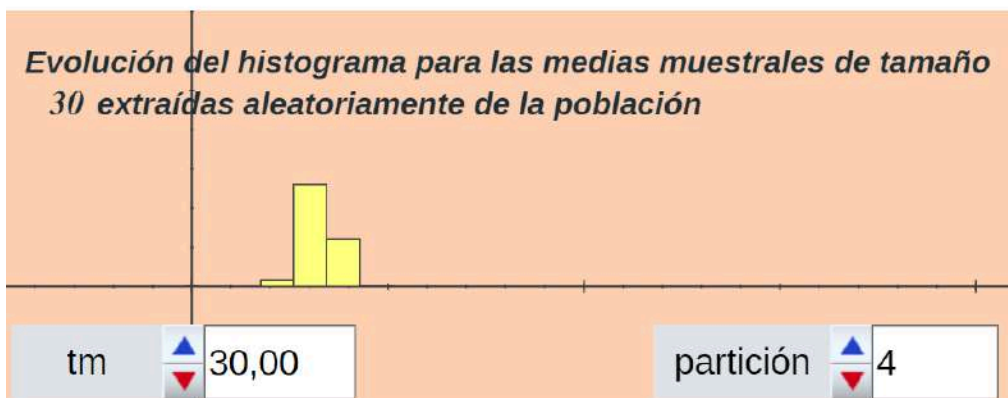 Evolución del histograma para las medias muestrales de tamaño
30 extraídas aleatoriamente de la población
tm 30,00 partición 4